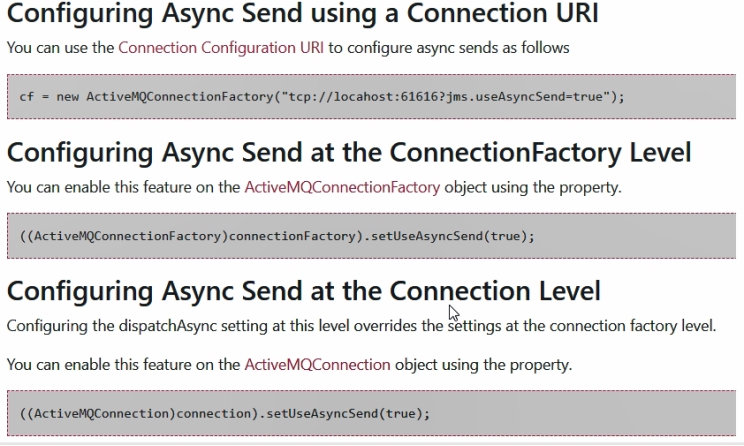 Configuring Async Send using a Connection URI
You can use the Connection Configuration URI to configure async sends as follows
cf = new ActiveMQConnectionFactory("tcp://locahost:61616?jms.useAsyncSend=true");
Configuring Async Send at the ConnectionFactory Level
You can enable this feature on the ActiveMQConnectionFactory object using the property.
((ActiveMQConnectionFactory)connectionFactory).setUseAsyncSend(true);
Configuring Async Send at the Connection Level
Configuring the dispatchAsync setting at this level overrides the settings at the connection factory level.
You can enable this feature on the ActiveMQConnection object using the property.
((ActiveMQConnection)connection).setUseAsyncSend(true);